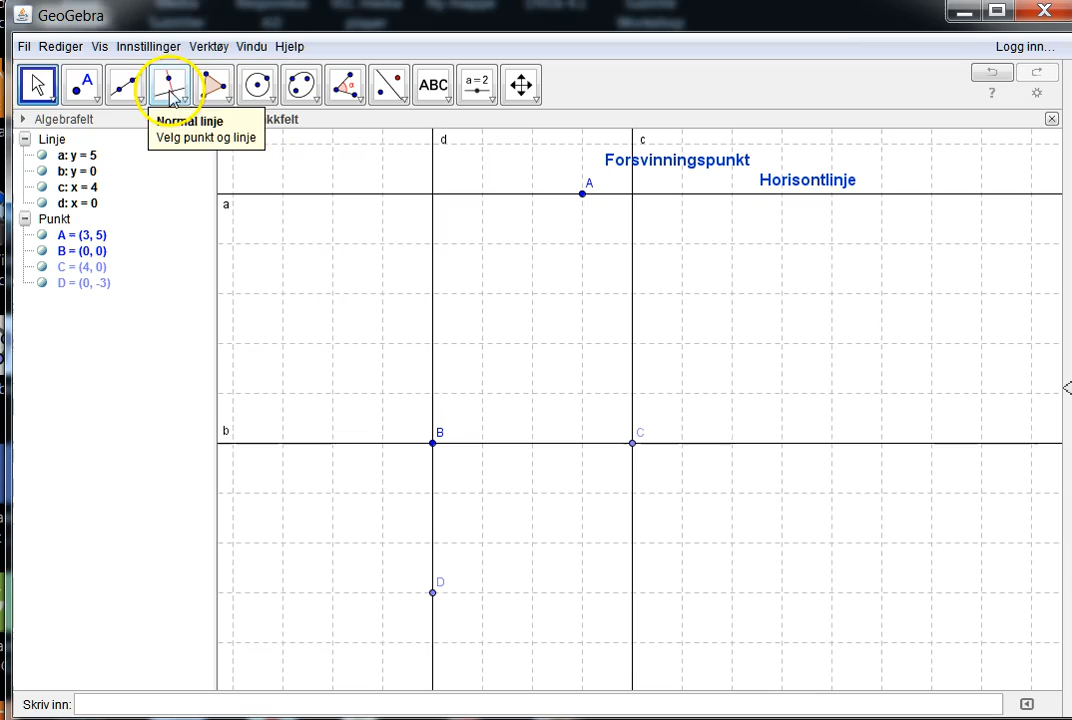 GeoGebra
Fil Rediger Vis Innstillinger Verktøy Vindu Hjelp Logg inn...
A ABC a=2 ?
Normal linje
Velg punkt og linje
Algebrafelt kkfelt
Linje
a: y = 5
b: y = 0
c: x = 4
d: x = 0
Punkt
A = (3, 5)
B = (0, 0)
C = (4, 0)
D = (0, -3)
d c
Forsvinningspunkt
Horisontlinje
A
a
b B C
D
Skriv inn: